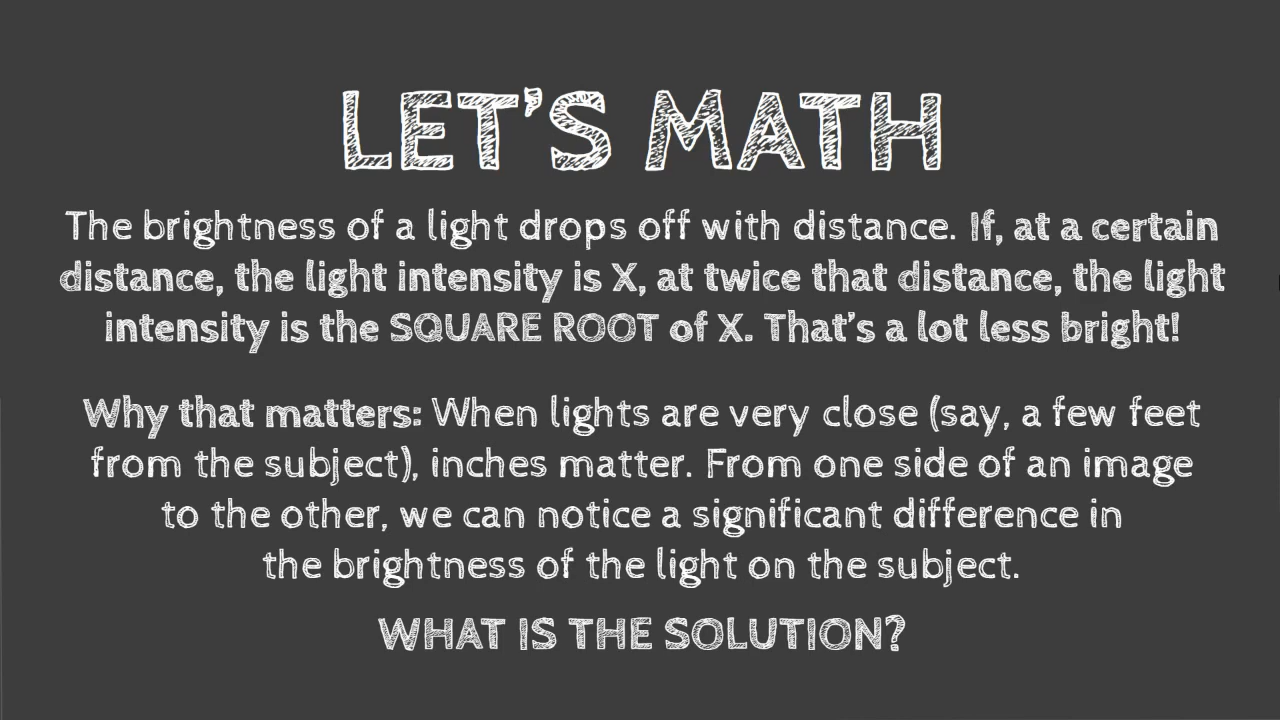 LET'S MATH
The brightness of a light drops off with distance. If, at a certain
distance, the light intensity is X, at twice that distance, the light
intensity is the SQUARE ROOT of X. That's a lot less bright!
Why that matters: When lights are very close (say, a few feet
from the subject), inches matter. From one side of an image
to the other, we can notice a significant difference in
the brightness of the light on the subject.
WHAT IS THE SOLUTION?